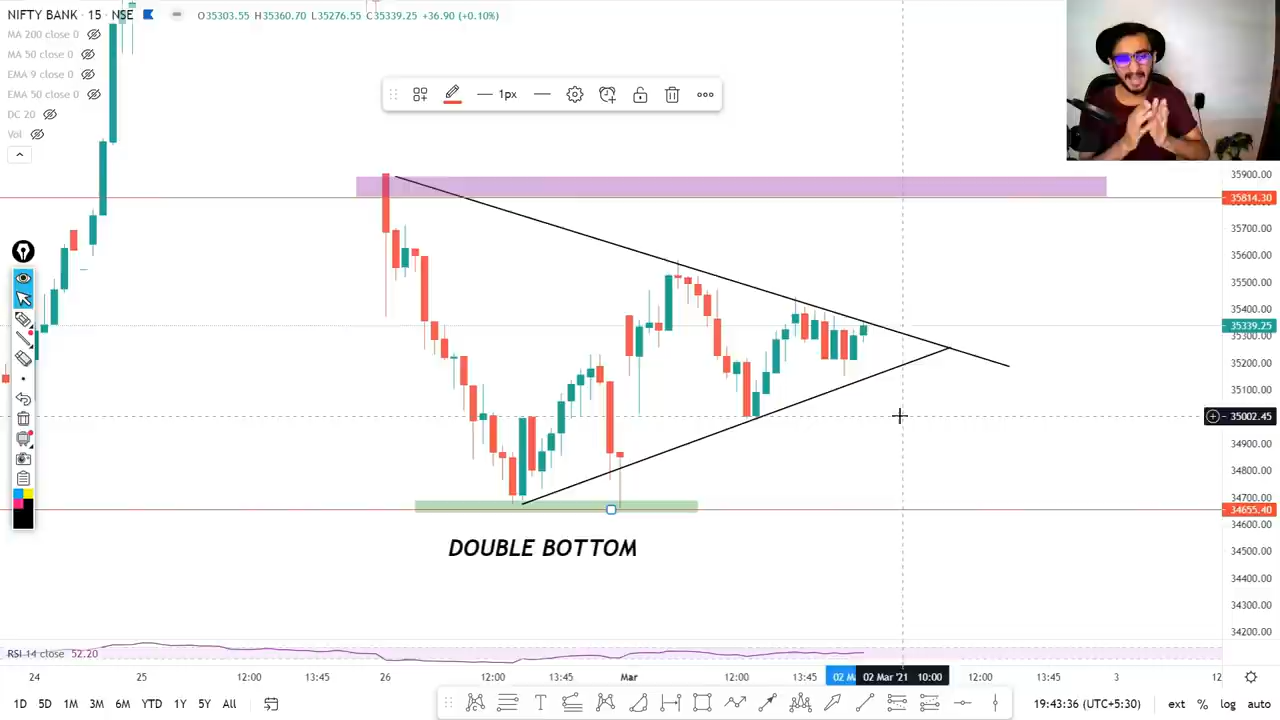 NIFTY BANK · 15 · NSE O35303.55 H35360.70 L35276.55 C35339.25 +36.90 (+0.10%)
MA 200 close 0
MA 50 close 0
EMA 9 close 0
EMA 50 close 0
DC 20
Vol
1px
35900.00
35814.30
35700.00
35600.00
35500.00
35400.00
35339.25
35300.00
35200.00
35100.00
35002.45
34900.00
34800.00
34700.00
34655.40
34600.00
34500.00
34400.00
34300.00
34200.00
DOUBLE BOTTOM
RSI 14 close 52.20
24 25 13:45 26 12:00 13:45 Mar 12:00 13:45 02 Ma 02 Mar '21 10:00 12:00 13:45 3 12
1D 5D 1M 3M 6M YTD 1Y 5Y All
19:43:36 (UTC+5:30) ext % log auto